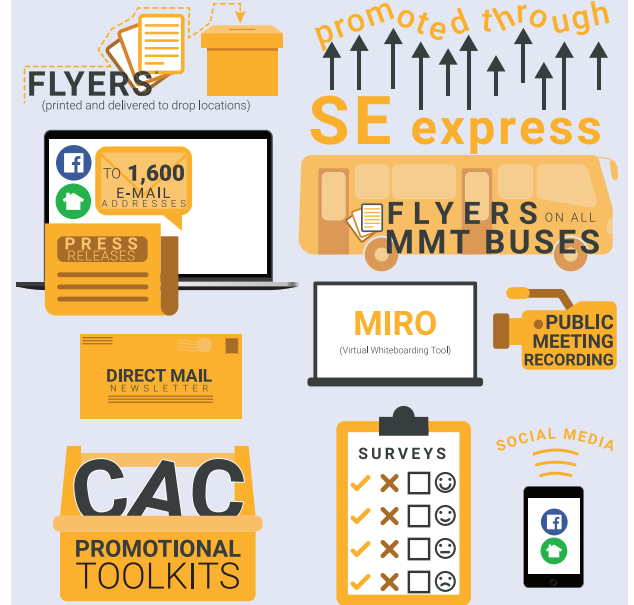 FLYERS
(printed and delivered to drop locations)
promoted through
SE express
TO 1,600
E-MAIL
ADDRESSES
PRESS
RELEASES
FLYERS ON ALL
MMT BUSES
MIRO
(Virtual Whiteboarding Tool)
PUBLIC
MEETING
RECORDING
DIRECT MAIL
NEWSLETTER
CAC
PROMOTIONAL
TOOLKITS
SURVEYS
SOCIAL MEDIA